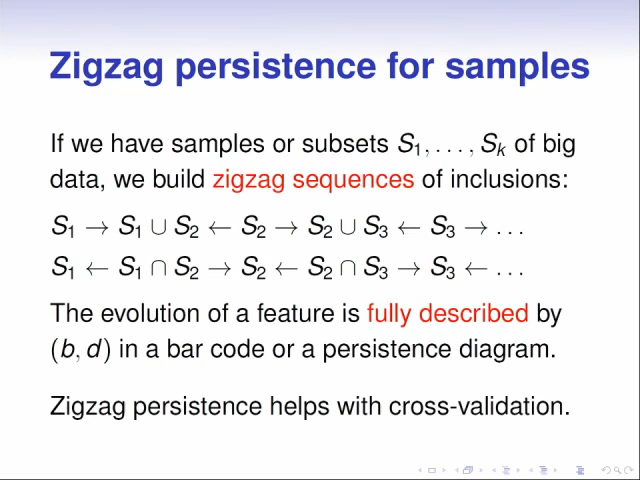 Zigzag persistence for samples
If we have samples or subsets S₁, . . . , Sₖ of big
data, we build zigzag sequences of inclusions:
S₁ → S₁ ∪ S₂ ← S₂ → S₂ ∪ S₃ ← S₃ → . . .
S₁ ← S₁ ∩ S₂ → S₂ ← S₂ ∩ S₃ → S₃ ← . . .
The evolution of a feature is fully described by
(b, d) in a bar code or a persistence diagram.
Zigzag persistence helps with cross-validation.